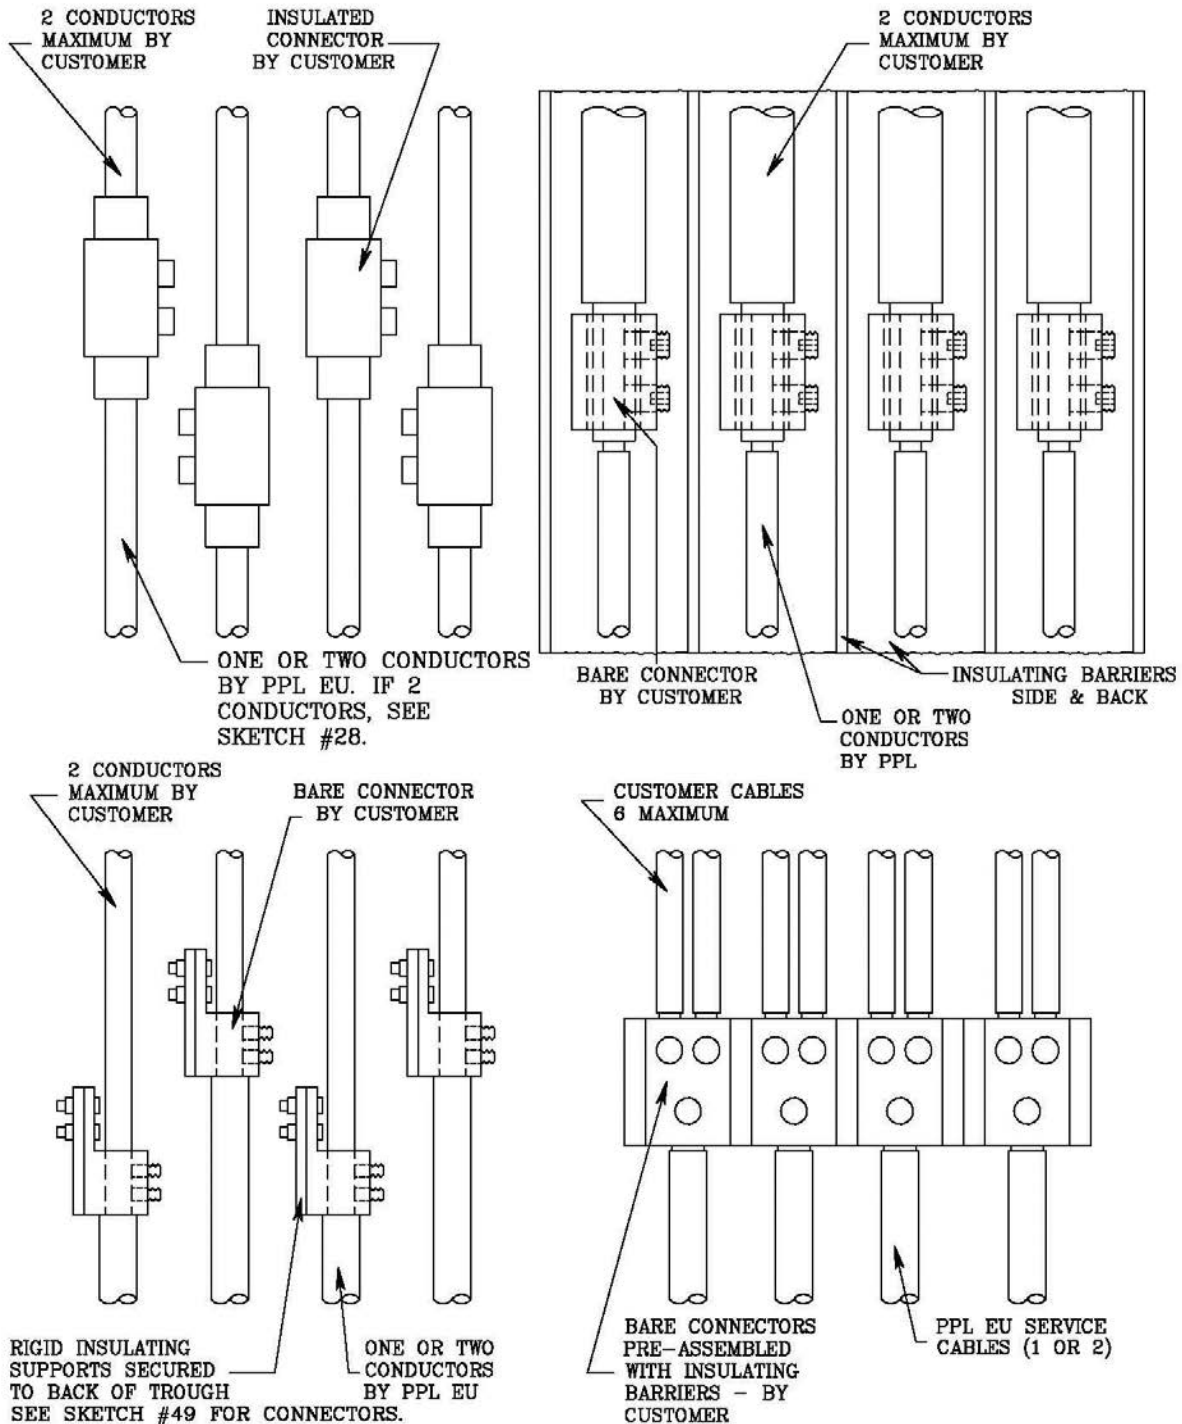 2 CONDUCTORS
MAXIMUM BY
CUSTOMER
INSULATED
CONNECTOR
BY CUSTOMER
2 CONDUCTORS
MAXIMUM BY
CUSTOMER
ONE OR TWO CONDUCTORS
BY PPL EU. IF 2
CONDUCTORS, SEE
SKETCH #28.
BARE CONNECTOR
BY CUSTOMER
INSULATING BARRIERS
SIDE & BACK
ONE OR TWO
CONDUCTORS
BY PPL
2 CONDUCTORS
MAXIMUM BY
CUSTOMER
BARE CONNECTOR
BY CUSTOMER
CUSTOMER CABLES
6 MAXIMUM
RIGID INSULATING
SUPPORTS SECURED
TO BACK OF TROUGH
SEE SKETCH #49 FOR CONNECTORS.
ONE OR TWO
CONDUCTORS
BY PPL EU
BARE CONNECTORS
PRE-ASSEMBLED
WITH INSULATING
BARRIERS - BY
CUSTOMER
PPL EU SERVICE
CABLES (1 OR 2)